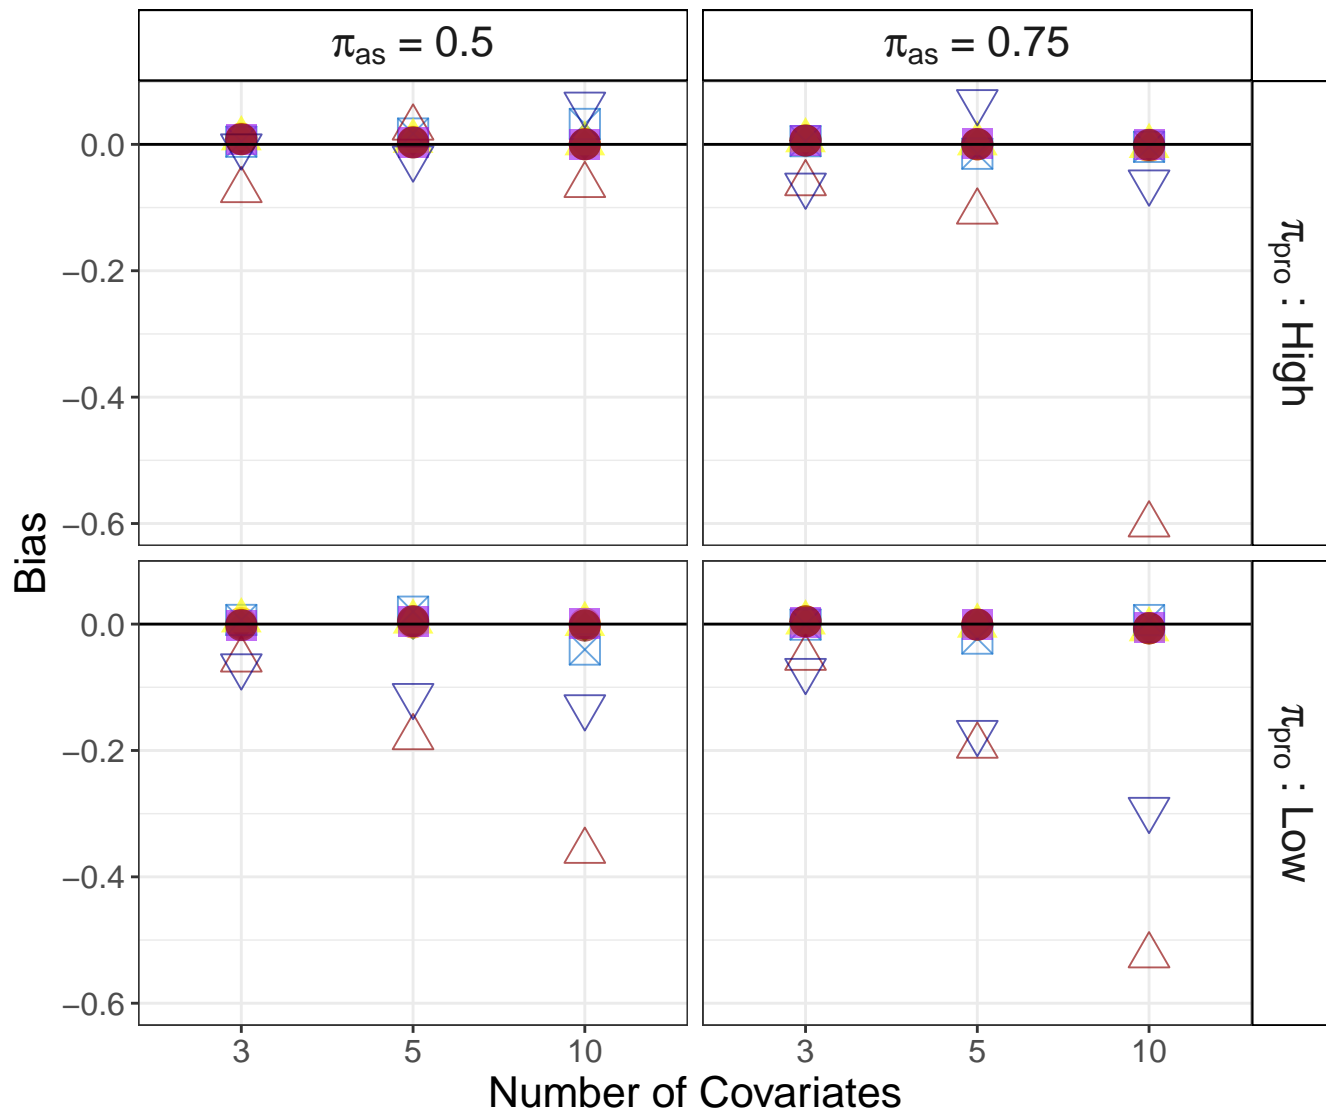 π_as = 0.5
π_as = 0.75
0.0
−0.2
−0.4
−0.6
π_pro : High
Bias
0.0
−0.2
−0.4
−0.6
π_pro : Low
3 5 10
3 5 10
Number of Covariates